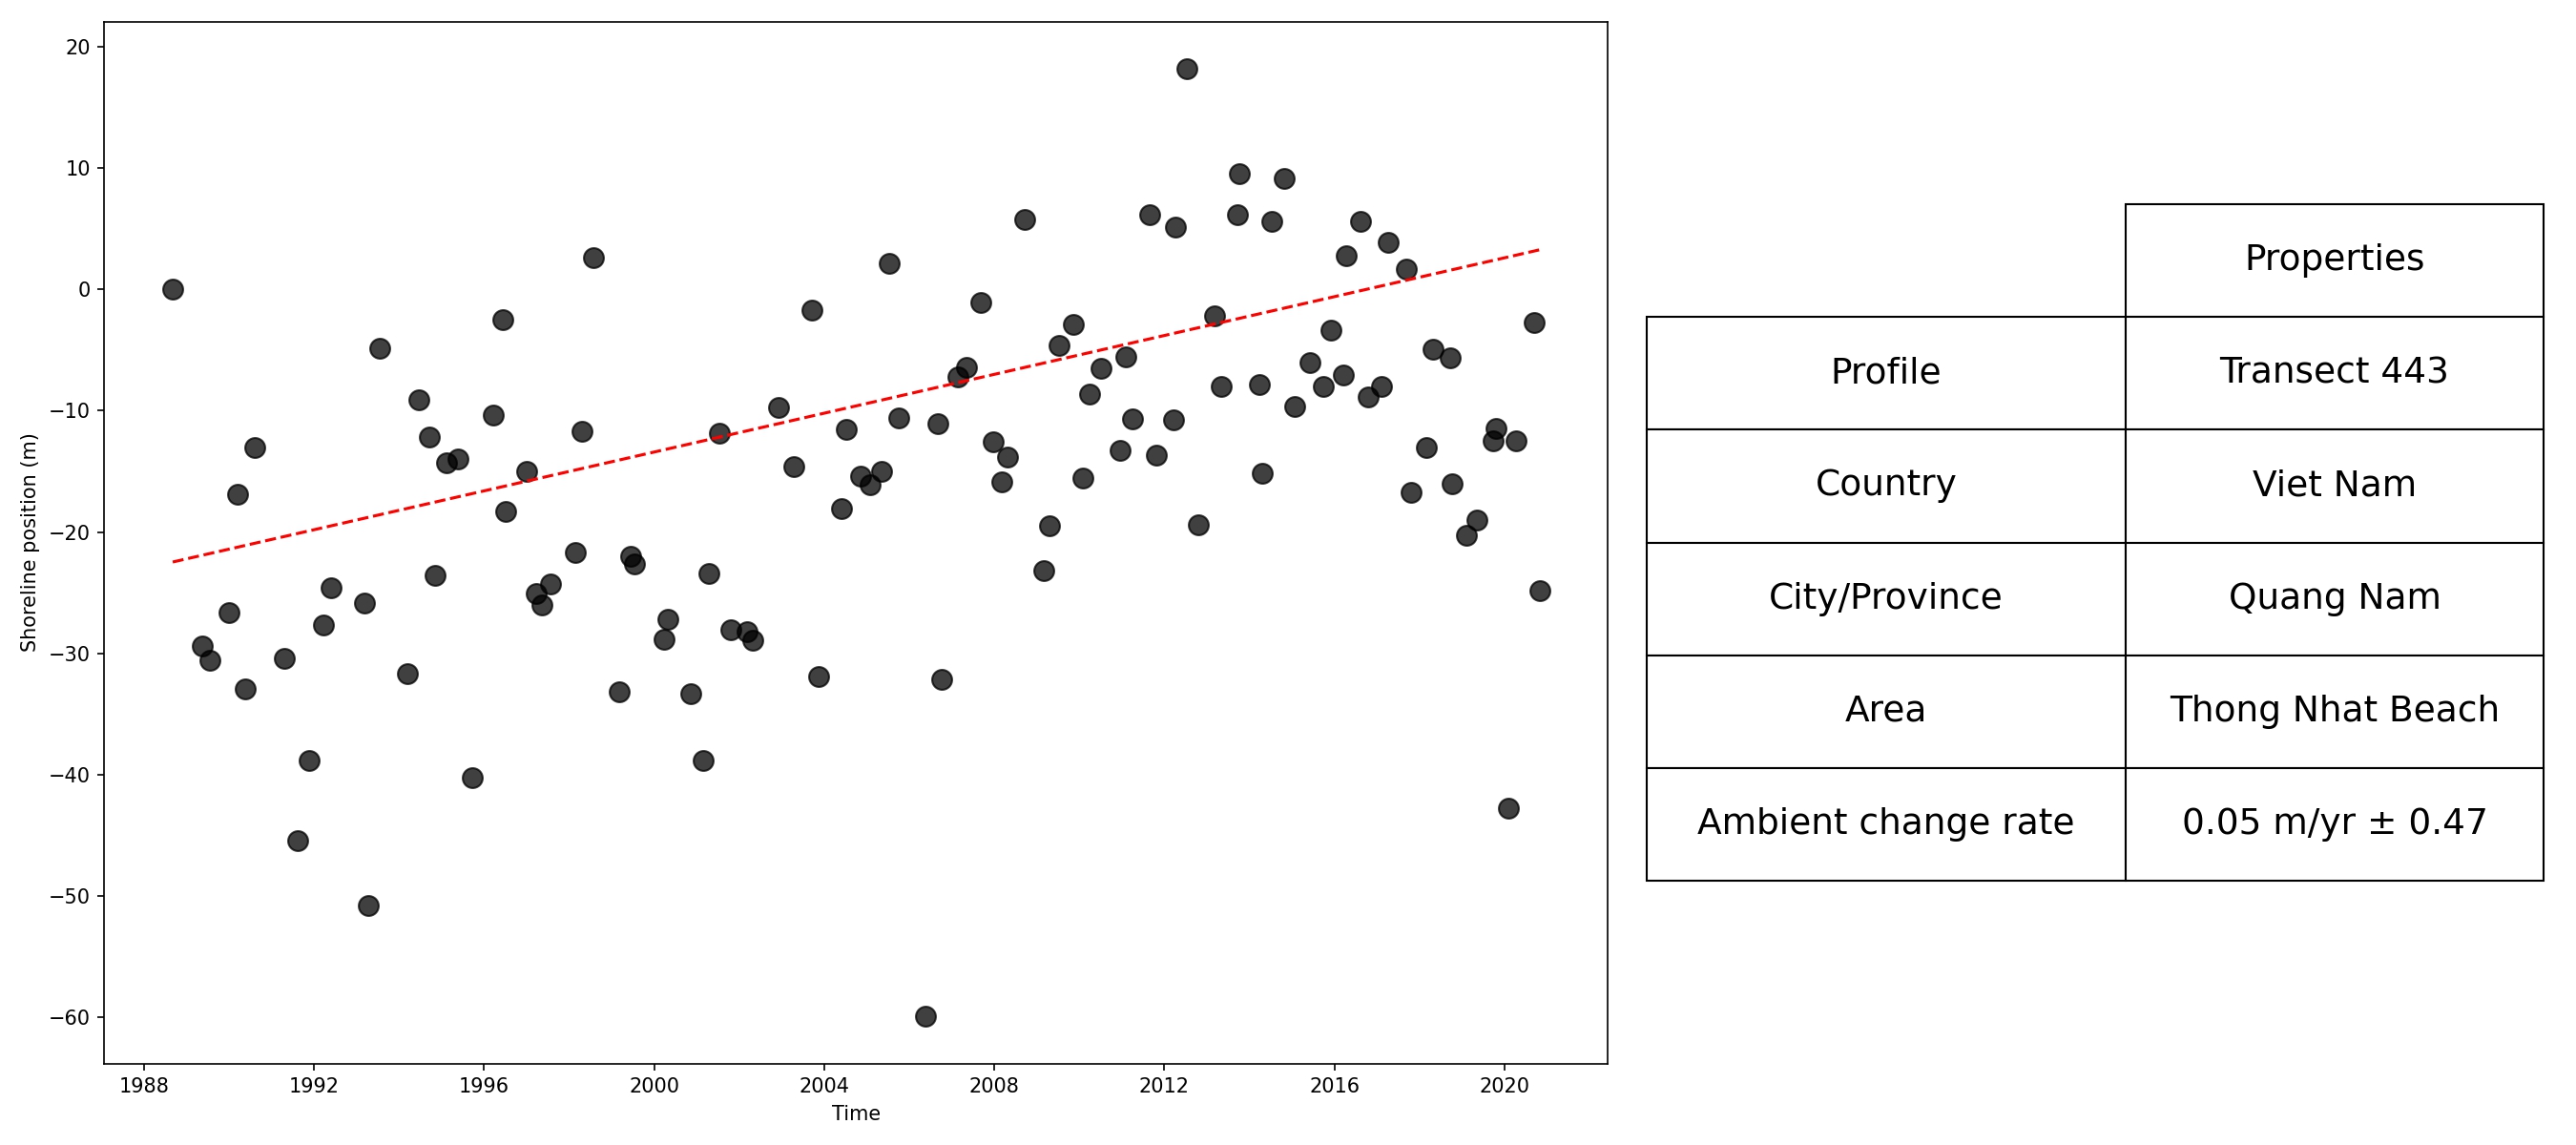 20
10
0
−10
−20
−30
−40
−50
−60
Shoreline position (m)
1988 1992 1996 2000 2004 2008 2012 2016 2020
Time
Properties
Profile Transect 443
Country Viet Nam
City/Province Quang Nam
Area Thong Nhat Beach
Ambient change rate 0.05 m/yr ± 0.47